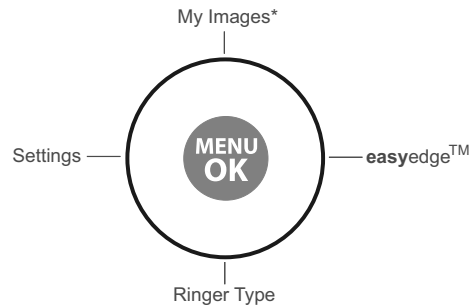 My Images*
MENU
OK
Settings
easyedge™
Ringer Type